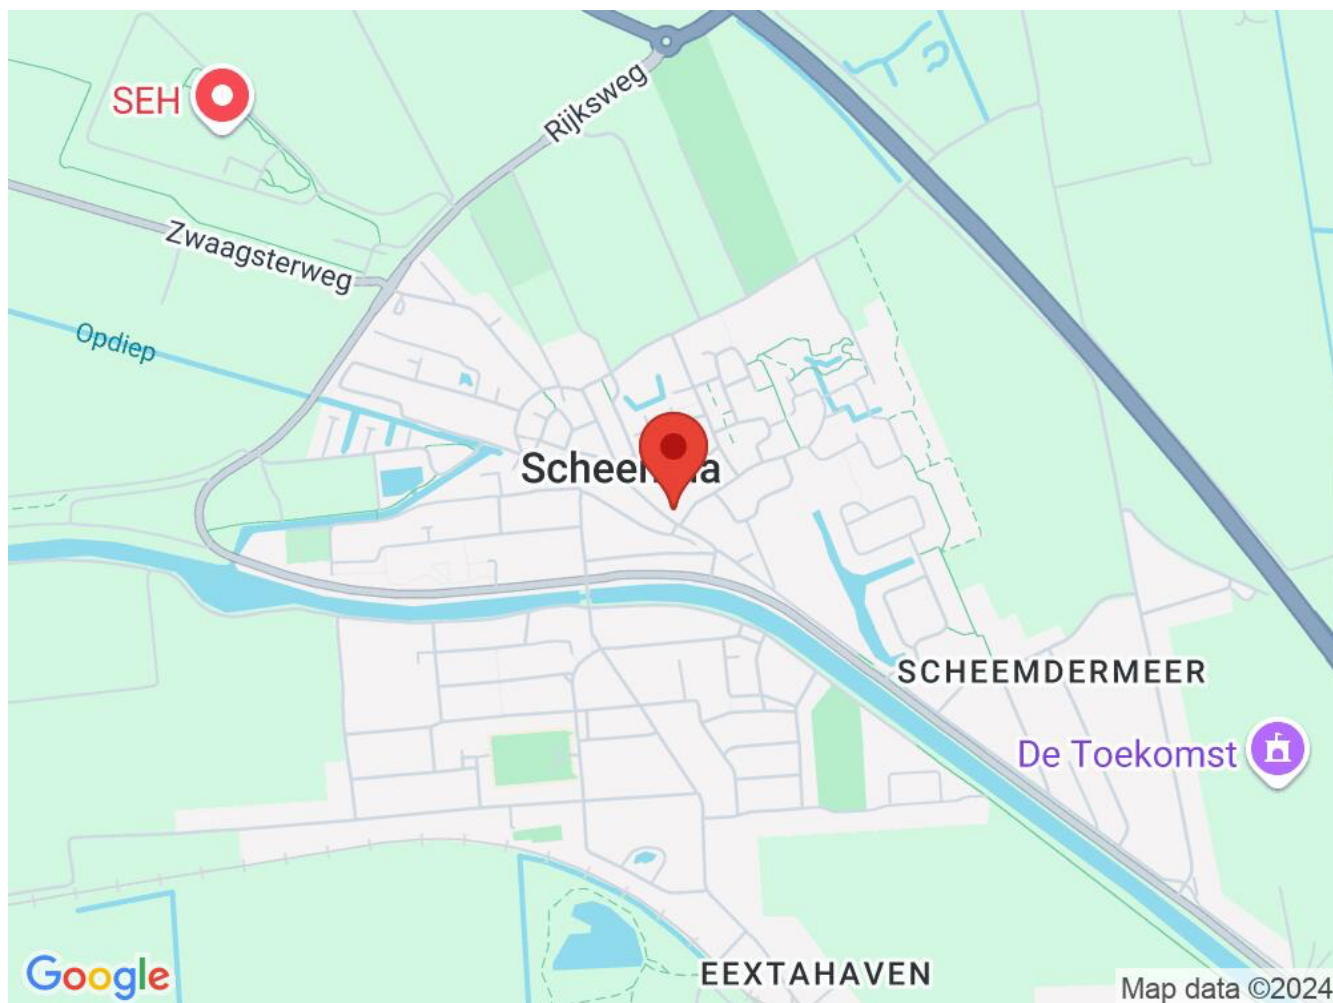 SEH
Rijksweg
Zwaagsterweg
Opdiep
SCHEEMDERMEER
De Toekomst
EEXTAHAVEN
Google
Map data ©2024